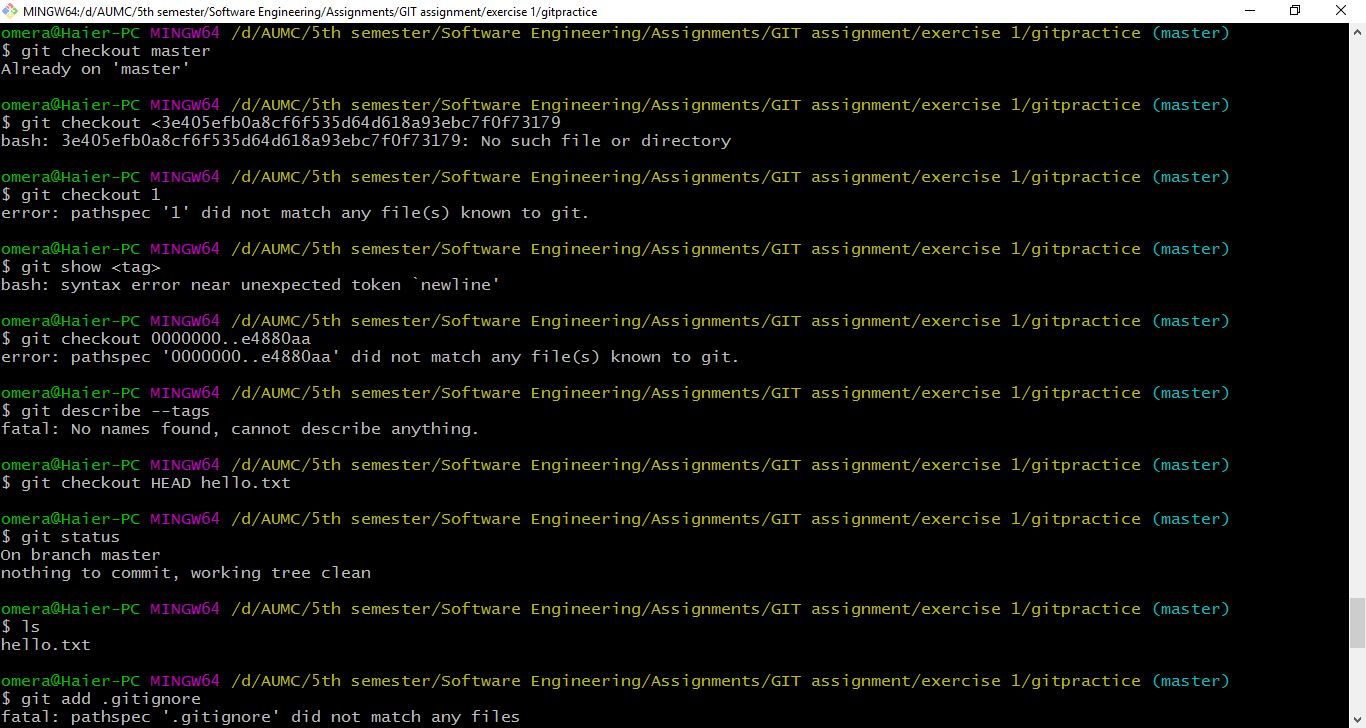 MINGW64:/d/AUMC/5th semester/Software Engineering/Assignments/GIT assignment/exercise 1/gitpractice
omera@Haier-PC MINGW64 /d/AUMC/5th semester/Software Engineering/Assignments/GIT assignment/exercise 1/gitpractice (master)
$ git checkout master
Already on 'master'
omera@Haier-PC MINGW64 /d/AUMC/5th semester/Software Engineering/Assignments/GIT assignment/exercise 1/gitpractice (master)
$ git checkout <3e405efb0a8cf6f535d64d618a93ebc7f0f73179
bash: 3e405efb0a8cf6f535d64d618a93ebc7f0f73179: No such file or directory
omera@Haier-PC MINGW64 /d/AUMC/5th semester/Software Engineering/Assignments/GIT assignment/exercise 1/gitpractice (master)
$ git checkout 1
error: pathspec '1' did not match any file(s) known to git.
omera@Haier-PC MINGW64 /d/AUMC/5th semester/Software Engineering/Assignments/GIT assignment/exercise 1/gitpractice (master)
$ git show <tag>
bash: syntax error near unexpected token `newline'
omera@Haier-PC MINGW64 /d/AUMC/5th semester/Software Engineering/Assignments/GIT assignment/exercise 1/gitpractice (master)
$ git checkout 0000000..e4880aa
error: pathspec '0000000..e4880aa' did not match any file(s) known to git.
omera@Haier-PC MINGW64 /d/AUMC/5th semester/Software Engineering/Assignments/GIT assignment/exercise 1/gitpractice (master)
$ git describe --tags
fatal: No names found, cannot describe anything.
omera@Haier-PC MINGW64 /d/AUMC/5th semester/Software Engineering/Assignments/GIT assignment/exercise 1/gitpractice (master)
$ git checkout HEAD hello.txt
omera@Haier-PC MINGW64 /d/AUMC/5th semester/Software Engineering/Assignments/GIT assignment/exercise 1/gitpractice (master)
$ git status
On branch master
nothing to commit, working tree clean
omera@Haier-PC MINGW64 /d/AUMC/5th semester/Software Engineering/Assignments/GIT assignment/exercise 1/gitpractice (master)
$ ls
hello.txt
omera@Haier-PC MINGW64 /d/AUMC/5th semester/Software Engineering/Assignments/GIT assignment/exercise 1/gitpractice (master)
$ git add .gitignore
fatal: pathspec '.gitignore' did not match any files